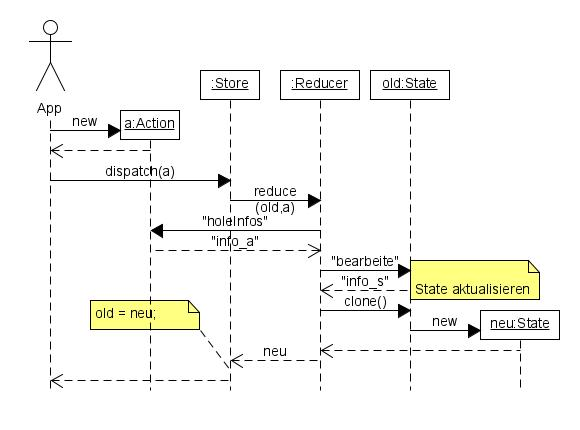 :Store
:Reducer
old:State
App
new
a:Action
dispatch(a)
reduce
(old,a)
"holeInfos"
"info_a"
"bearbeite"
"info_s"
State aktualisieren
clone()
old = neu;
new
neu:State
neu